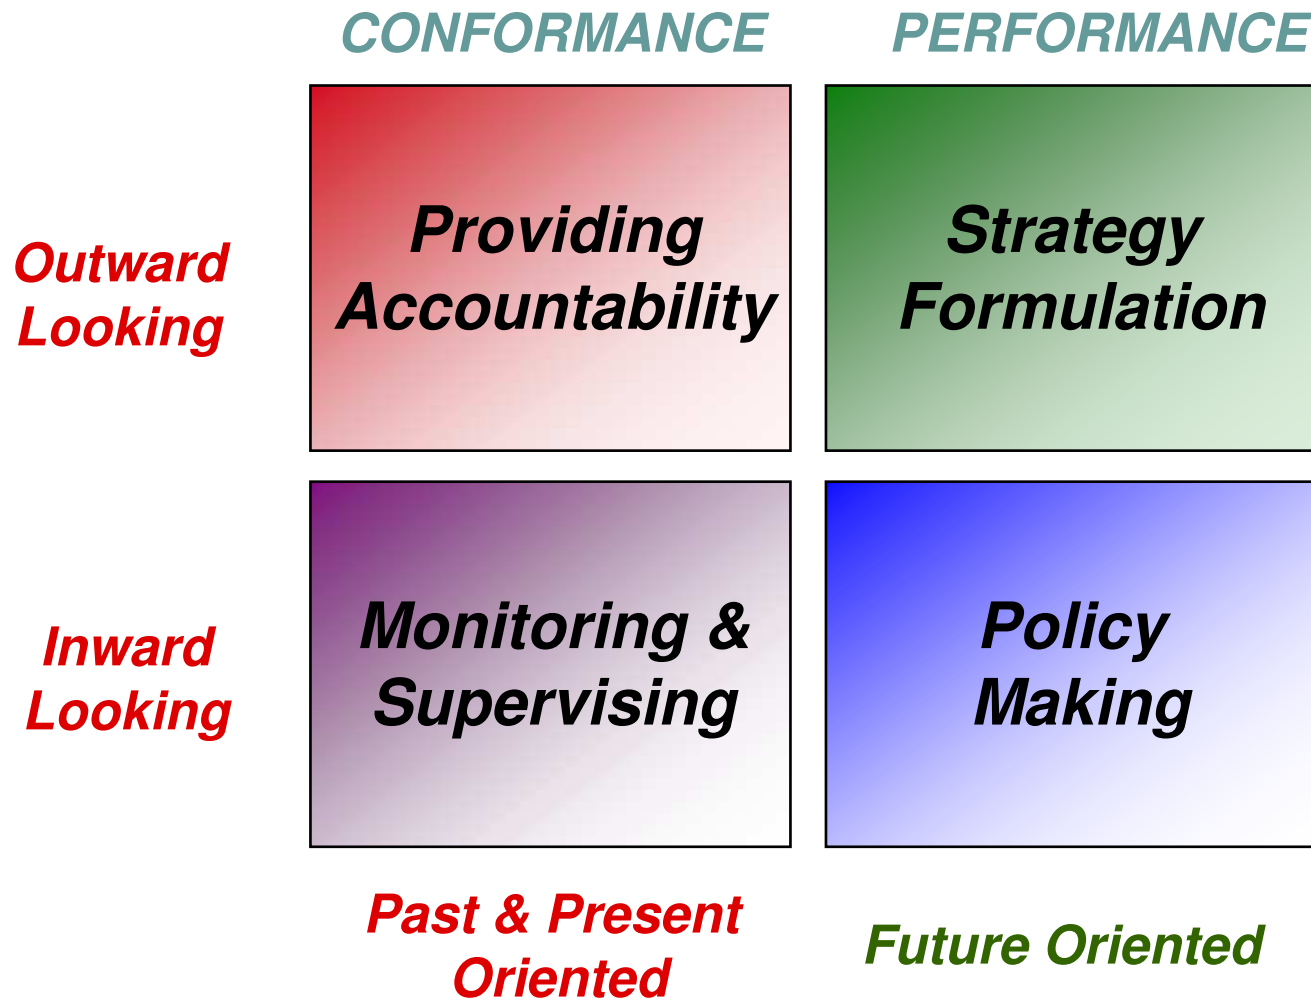 CONFORMANCE
PERFORMANCE
Outward
Looking
Providing
Accountability
Strategy
Formulation
Inward
Looking
Monitoring &
Supervising
Policy
Making
Past & Present
Oriented
Future Oriented